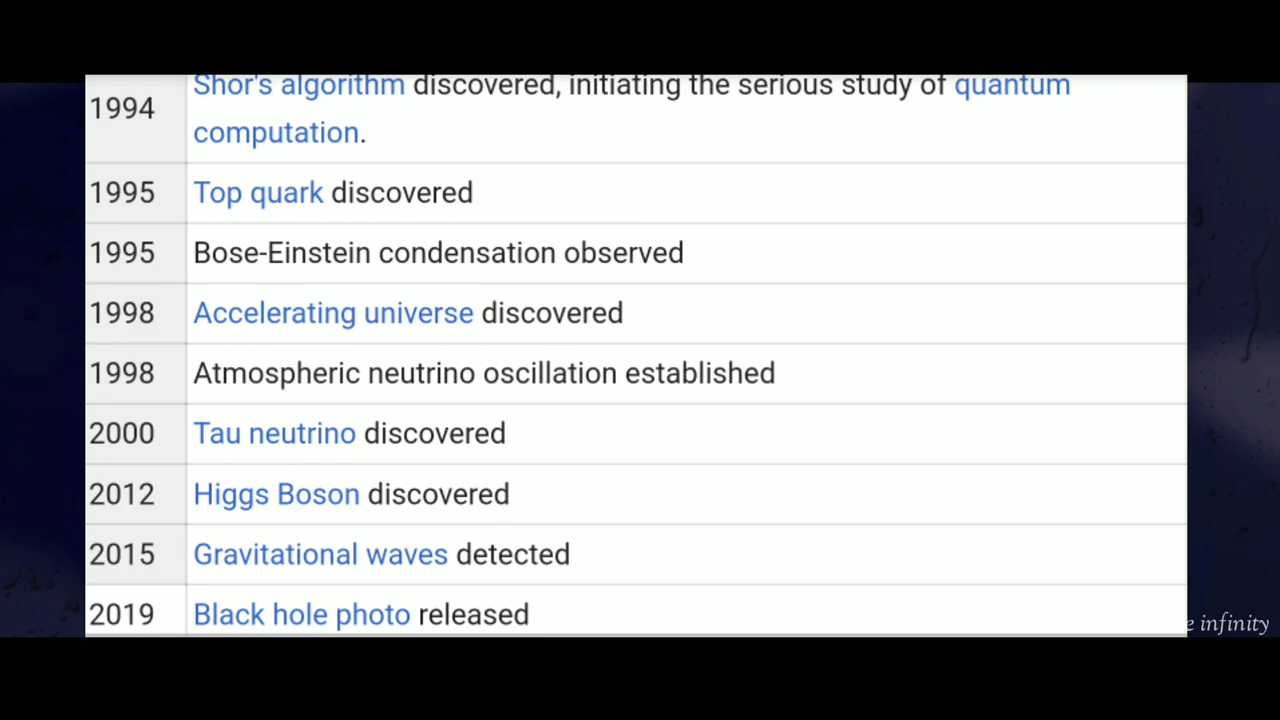 1994 Shor's algorithm discovered, initiating the serious study of quantum
computation.
1995 Top quark discovered
1995 Bose-Einstein condensation observed
1998 Accelerating universe discovered
1998 Atmospheric neutrino oscillation established
2000 Tau neutrino discovered
2012 Higgs Boson discovered
2015 Gravitational waves detected
2019 Black hole photo released
infinity